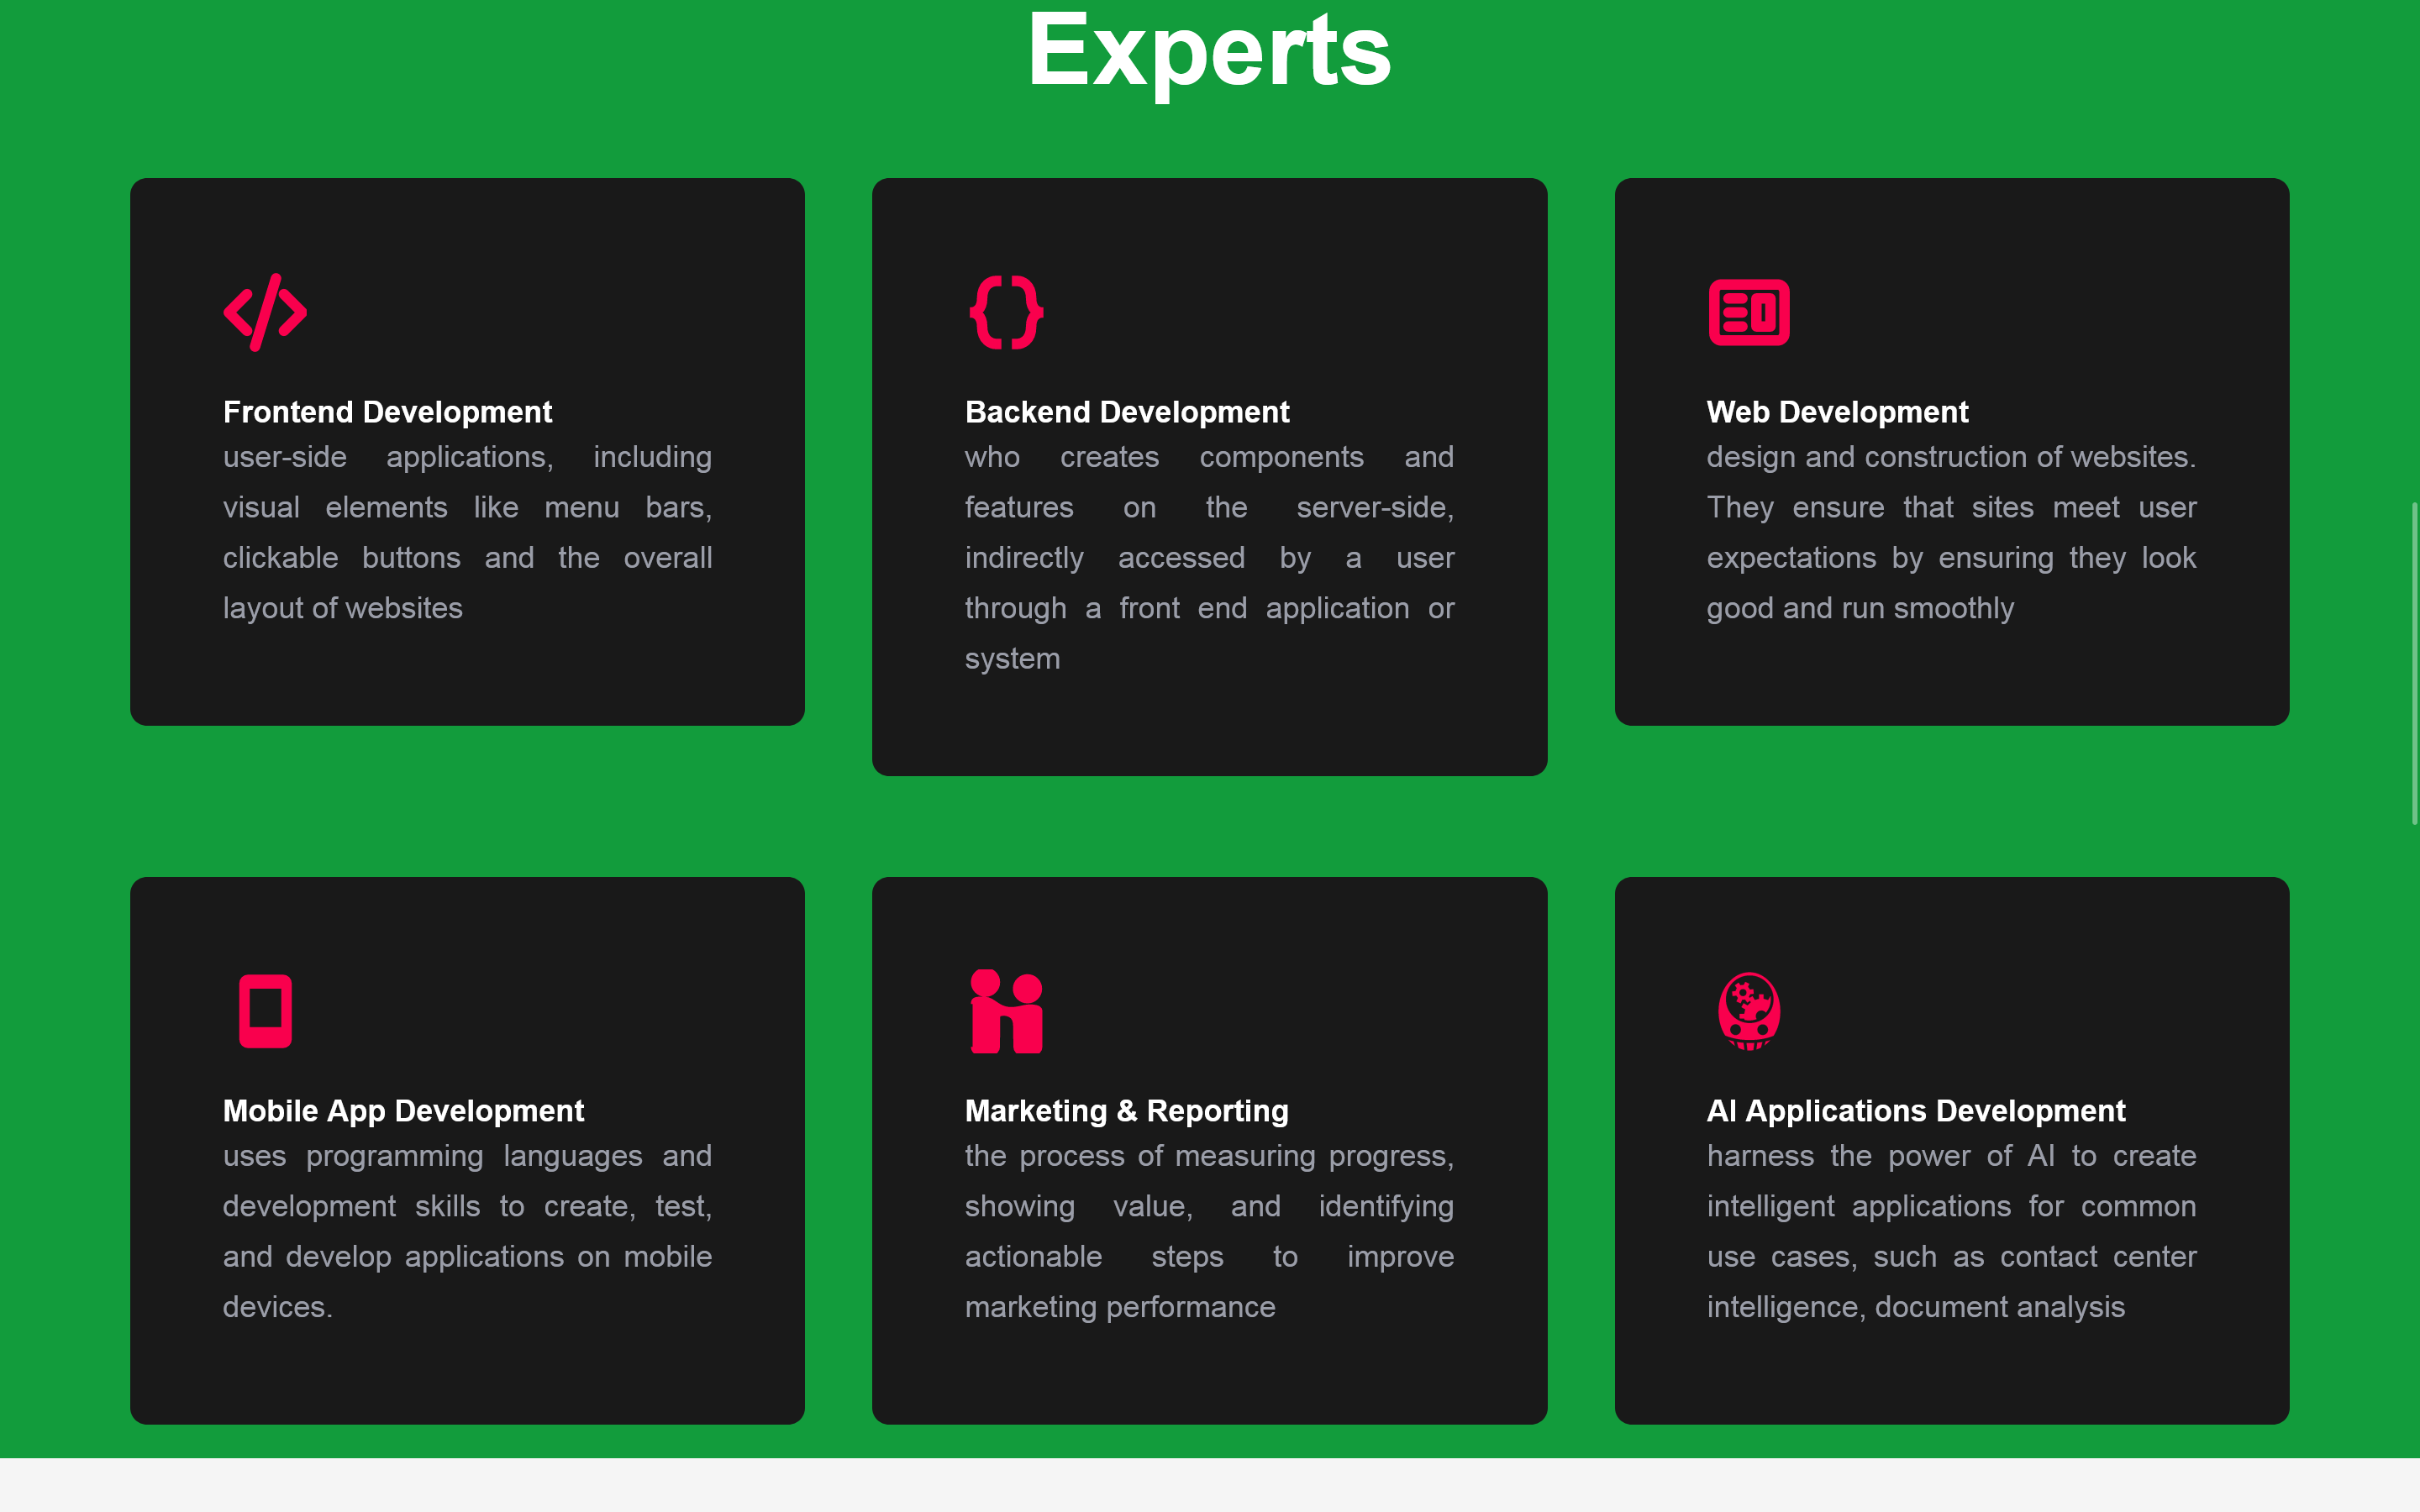 Experts
Frontend Development
user-side applications, including
visual elements like menu bars,
clickable buttons and the overall
layout of websites
Backend Development
who creates components and
features on the server-side,
indirectly accessed by a user
through a front end application or
system
Web Development
design and construction of websites.
They ensure that sites meet user
expectations by ensuring they look
good and run smoothly
Mobile App Development
uses programming languages and
development skills to create, test,
and develop applications on mobile
devices.
Marketing & Reporting
the process of measuring progress,
showing value, and identifying
actionable steps to improve
marketing performance
AI Applications Development
harness the power of AI to create
intelligent applications for common
use cases, such as contact center
intelligence, document analysis